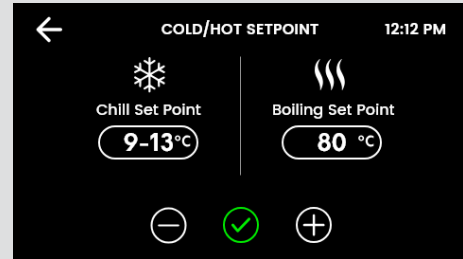 COLD/HOT SETPOINT 12:12 PM
Chill Set Point
9-13°C
Boiling Set Point
80 °C